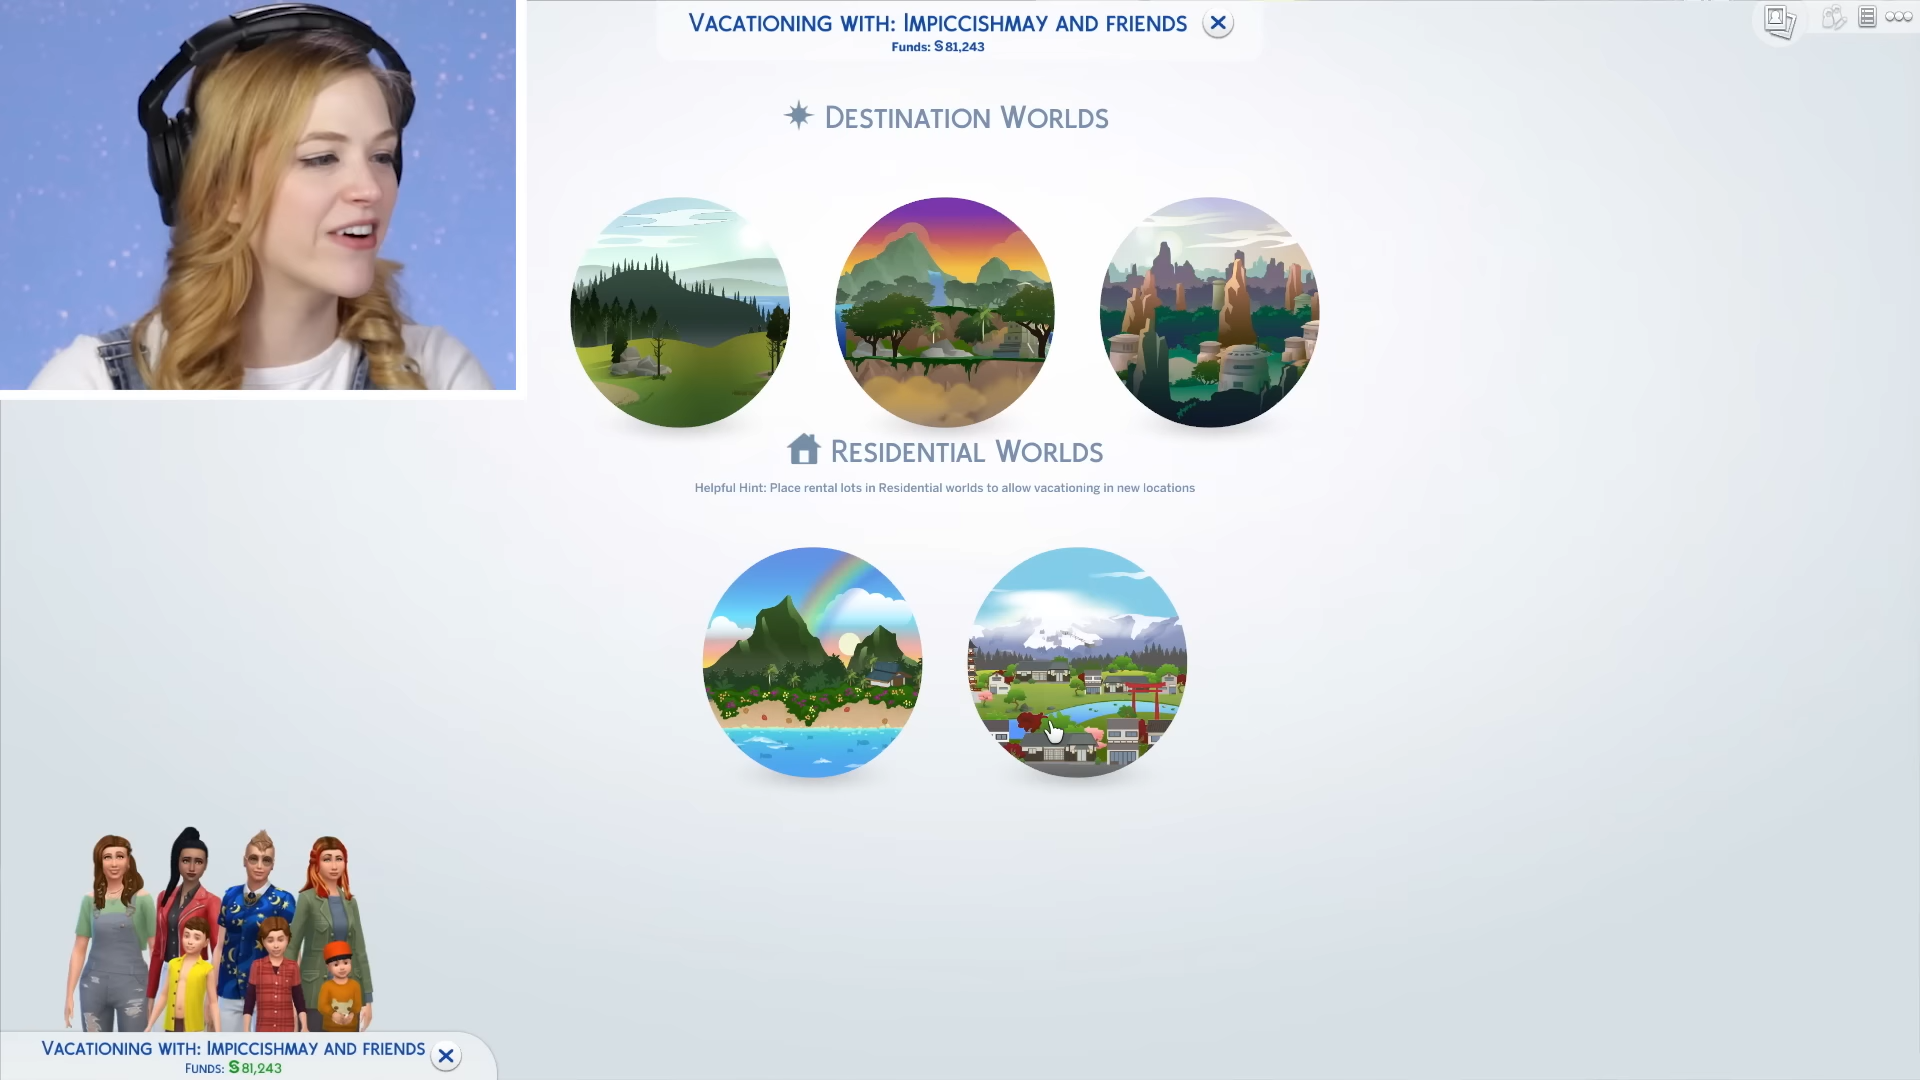 VACATIONING WITH: IMPICCISHMAY AND FRIENDS
Funds: §81,243
DESTINATION WORLDS
RESIDENTIAL WORLDS
Helpful Hint: Place rental lots in Residential worlds to allow vacationing in new locations
VACATIONING WITH: IMPICCISHMAY AND FRIENDS
FUNDS: §81,243